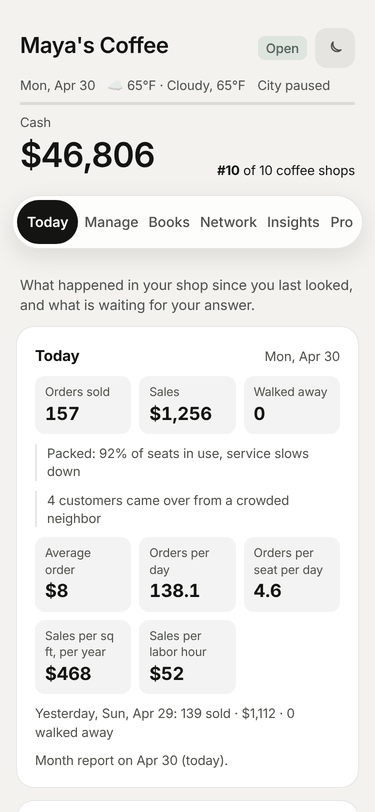 Maya's Coffee
Open
Mon, Apr 30 65°F · Cloudy, 65°F City paused
Cash
$46,806
#10 of 10 coffee shops
Today Manage Books Network Insights Pro
What happened in your shop since you last looked,
and what is waiting for your answer.
Today
Mon, Apr 30
Orders sold
157
Sales
$1,256
Walked away
0
Packed: 92% of seats in use, service slows
down
4 customers came over from a crowded
neighbor
Average
order
$8
Orders per
day
138.1
Orders per
seat per day
4.6
Sales per sq
ft, per year
$468
Sales per
labor hour
$52
Yesterday, Sun, Apr 29: 139 sold · $1,112 · 0
walked away
Month report on Apr 30 (today).